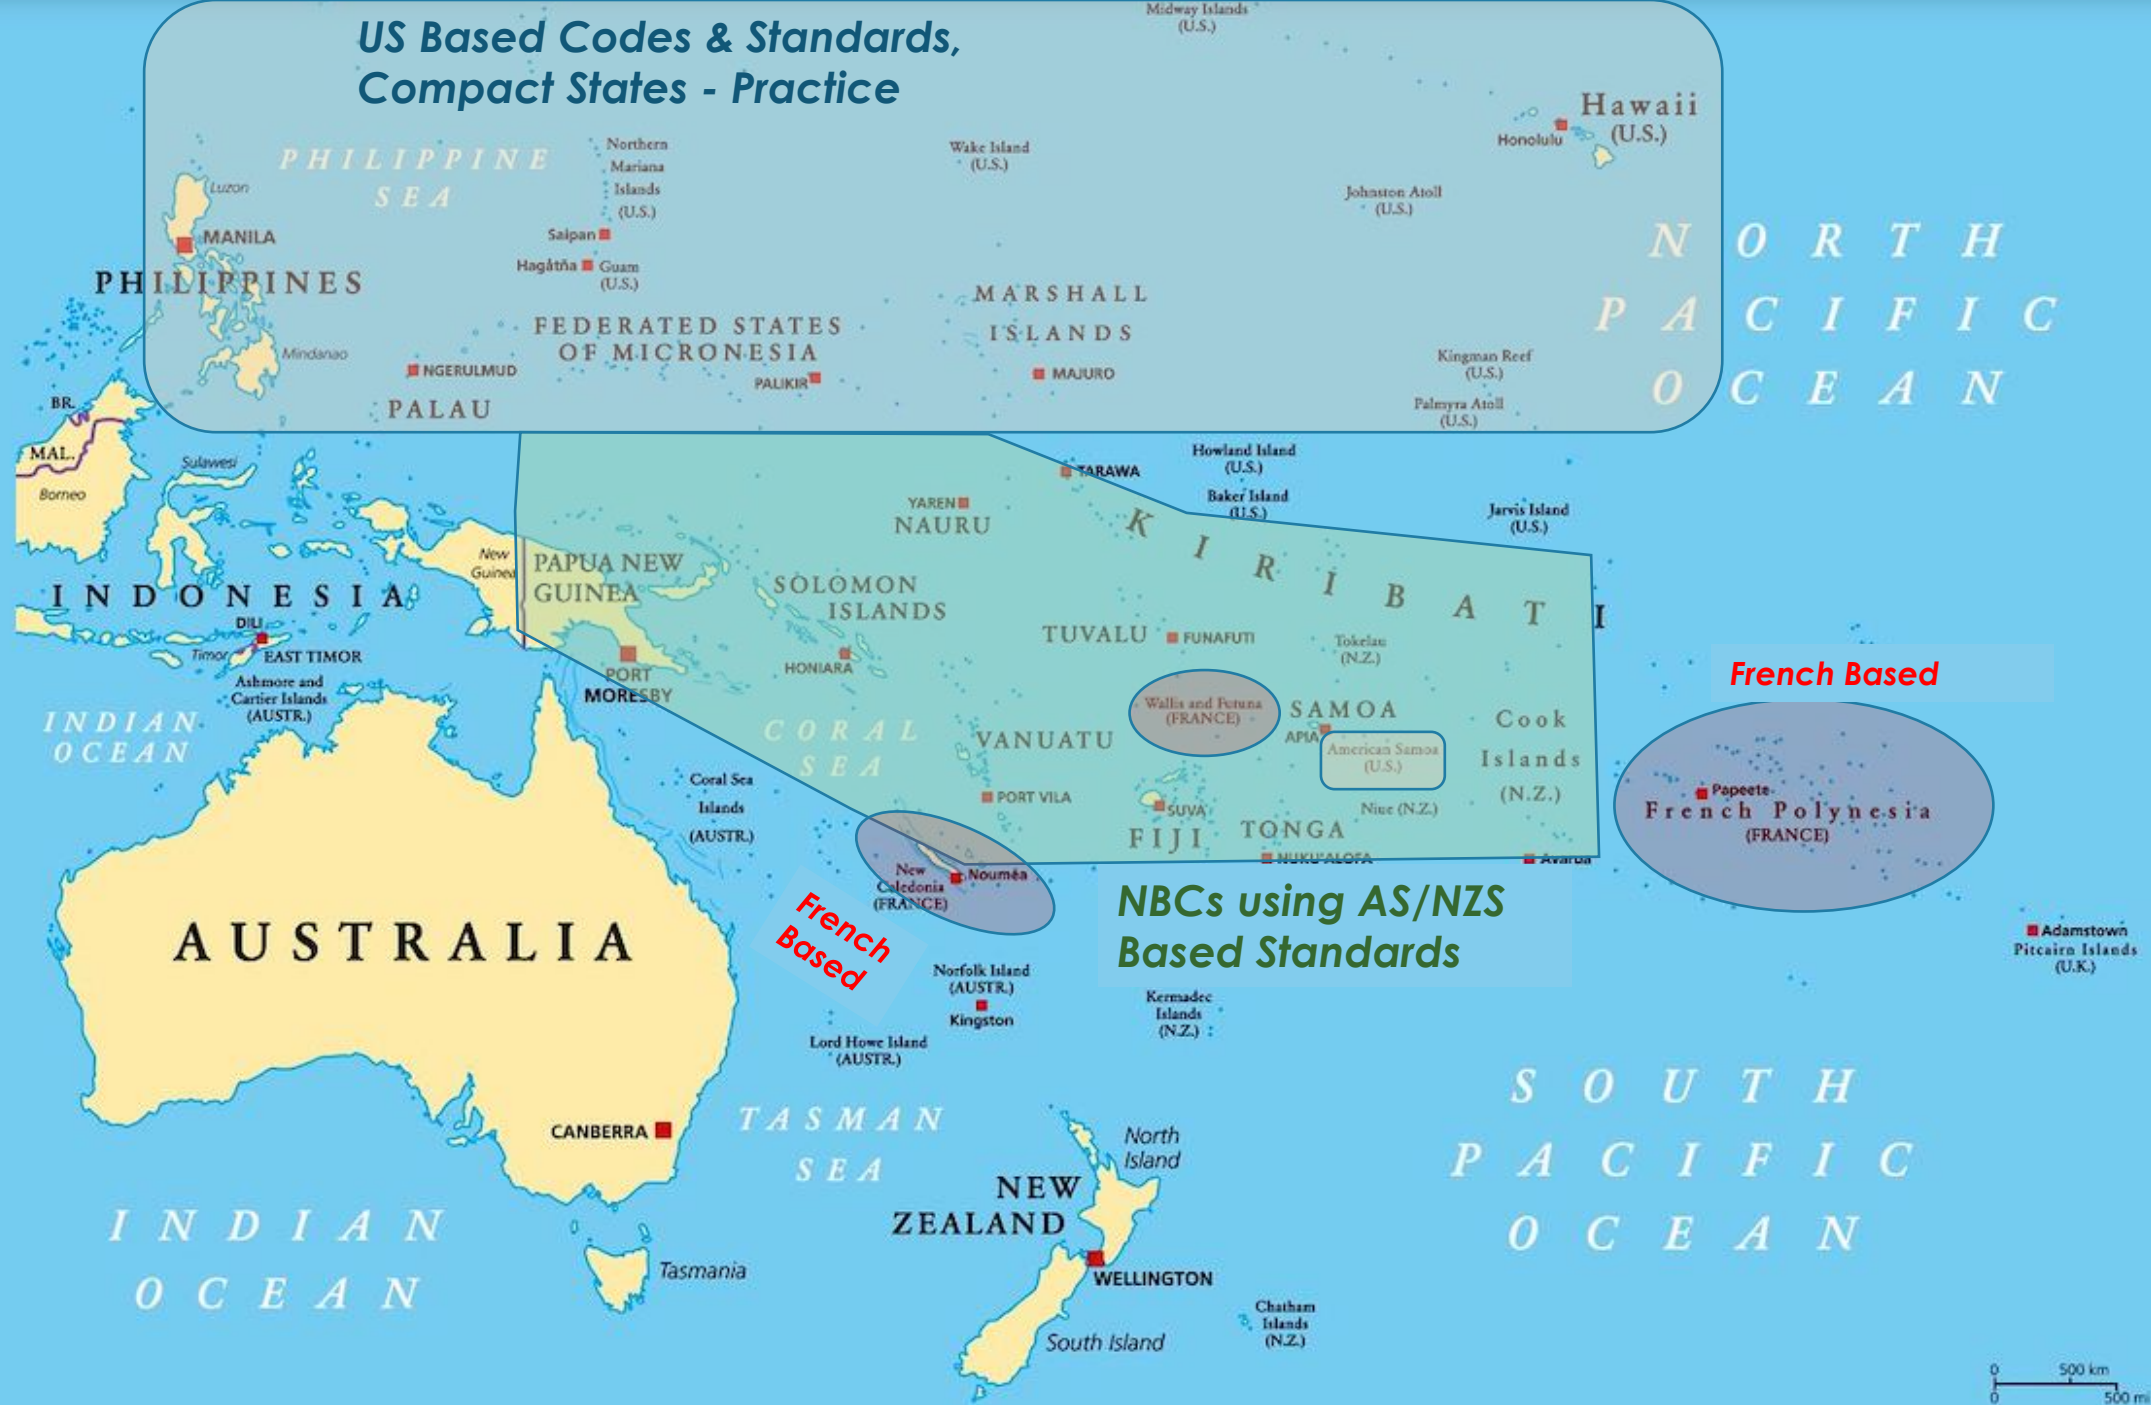 US Based Codes & Standards,
Compact States - Practice
Midway Islands
(U.S.)
Hawaii
(U.S.)
Honolulu
PHILIPPINE
SEA
Northern
Mariana
Islands
(U.S.)
Wake Island
(U.S.)
Johnston Atoll
(U.S.)
Luzon
MANILA
PHILIPPINES
Mindanao
Saipan
Hagåtña
Guam
(U.S.)
FEDERATED STATES
OF MICRONESIA
PALIKIR
NGERULMUD
PALAU
MARSHALL
ISLANDS
MAJURO
Kingman Reef
(U.S.)
Palmyra Atoll
(U.S.)
NORTH
PACIFIC
OCEAN
BR.
MAL.
Borneo
Sulawesi
INDONESIA
DILI
Timor
EAST TIMOR
Ashmore and
Cartier Islands
(AUSTR.)
INDIAN
OCEAN
New
Guinea
PAPUA NEW
GUINEA
PORT
MORESBY
YAREN
NAURU
TARAWA
Howland Island
(U.S.)
Baker Island
(U.S.)
Jarvis Island
(U.S.)
KIRIBATI
SOLOMON
ISLANDS
HONIARA
TUVALU
FUNAFUTI
Tokelau
(N.Z.)
Wallis and Futuna
(FRANCE)
SAMOA
APIA
American Samoa
(U.S.)
Cook
Islands
(N.Z.)
CORAL
SEA
VANUATU
PORT VILA
SUVA
FIJI
TONGA
NUKU'ALOFA
Niue (N.Z.)
Avarua
French Based
Papeete
French Polynesia
(FRANCE)
Coral Sea
Islands
(AUSTR.)
New
Caledonia
(FRANCE)
Nouméa
French
Based
NBCs using AS/NZS
Based Standards
Adamstown
Pitcairn Islands
(U.K.)
AUSTRALIA
CANBERRA
Norfolk Island
(AUSTR.)
Kingston
Lord Howe Island
(AUSTR.)
Kermadec
Islands
(N.Z.)
TASMAN
SEA
North
Island
NEW
ZEALAND
WELLINGTON
South Island
Chatham
Islands
(N.Z.)
Tasmania
INDIAN
OCEAN
SOUTH
PACIFIC
OCEAN
0 500 km
0 500 mi